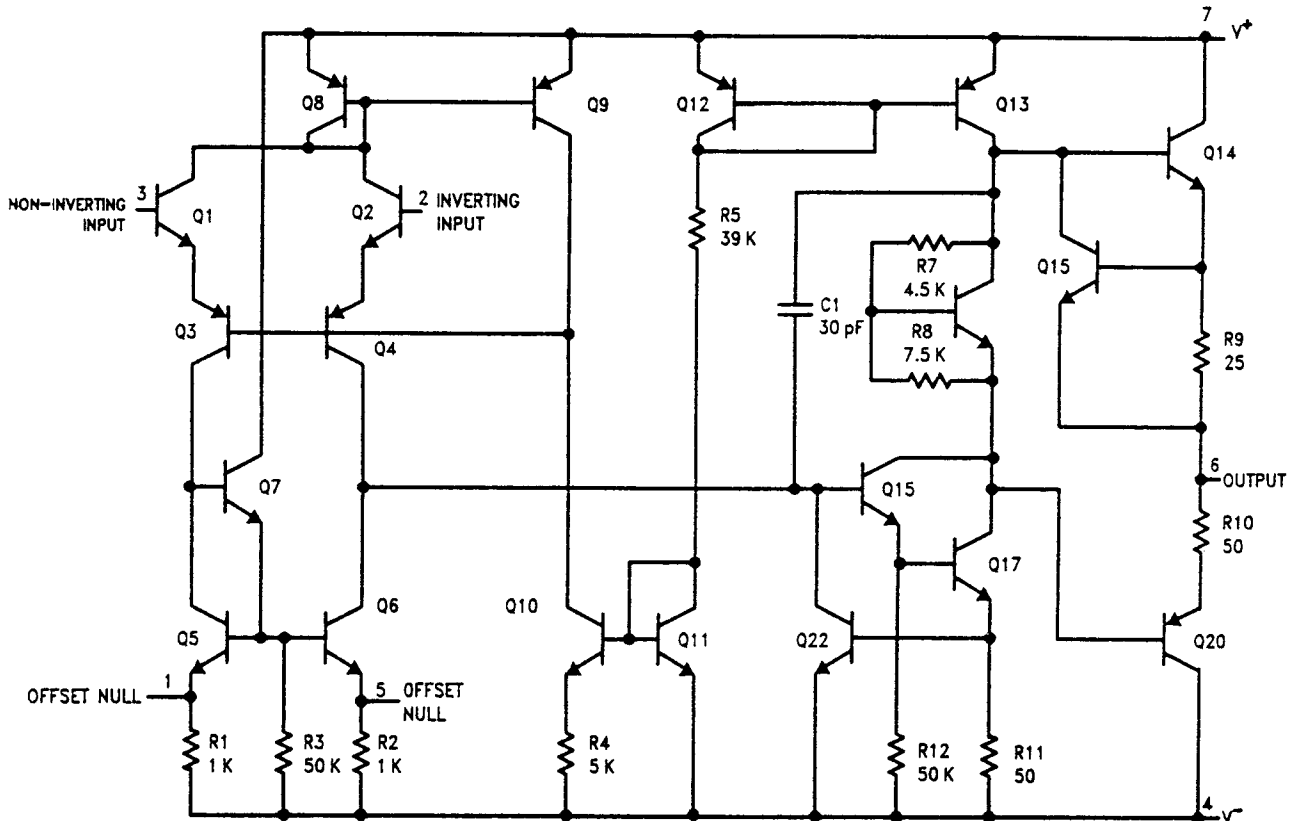 7
V+
Q8
Q9
Q12
Q13
Q14
NON-INVERTING
INPUT
3
Q1
Q2
2
INVERTING
INPUT
R5
39 K
R7
4.5 K
Q15
Q3
Q4
C1
30 pF
R8
7.5 K
R9
25
Q7
Q15
6
OUTPUT
R10
50
Q17
Q5
Q6
Q10
Q11
Q22
Q20
OFFSET NULL
1
5
OFFSET
NULL
R1
1 K
R3
50 K
R2
1 K
R4
5 K
R12
50 K
R11
50
4
V-